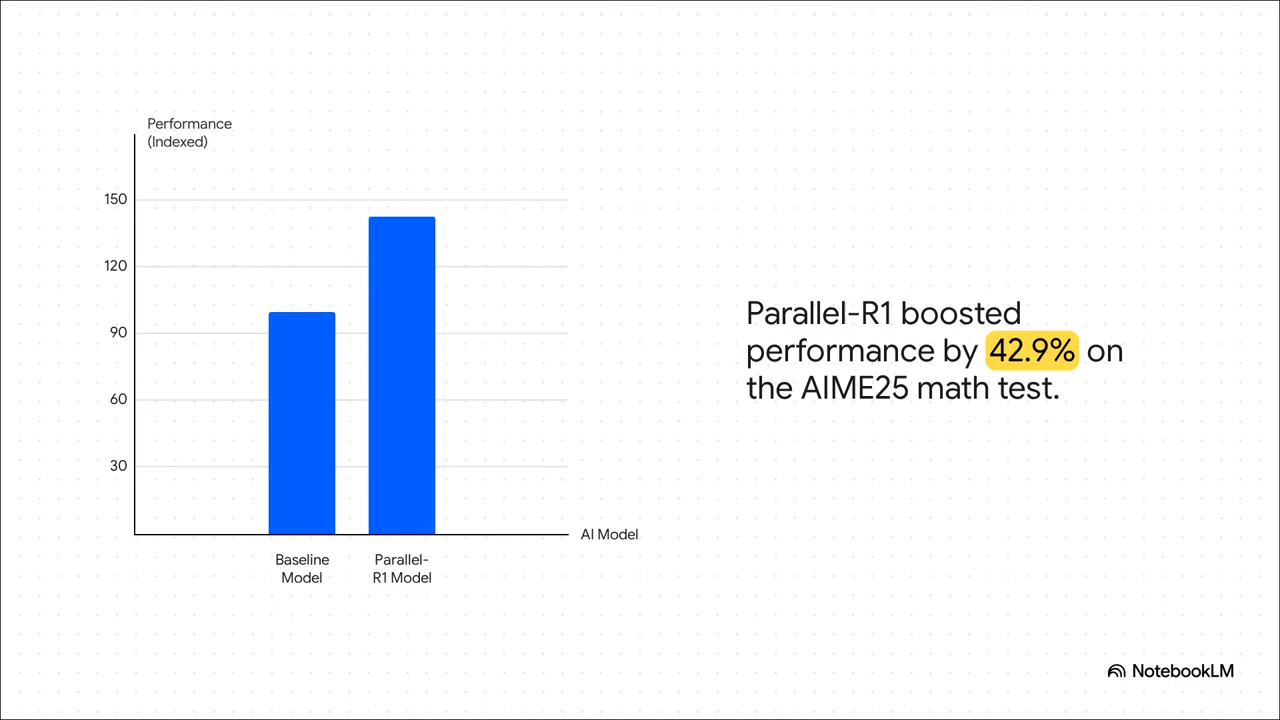 Performance
(Indexed)
150
120
90
60
30
AI Model
Baseline
Model
Parallel-
R1 Model
Parallel-R1 boosted
performance by 42.9% on
the AIME25 math test.
NotebookLM